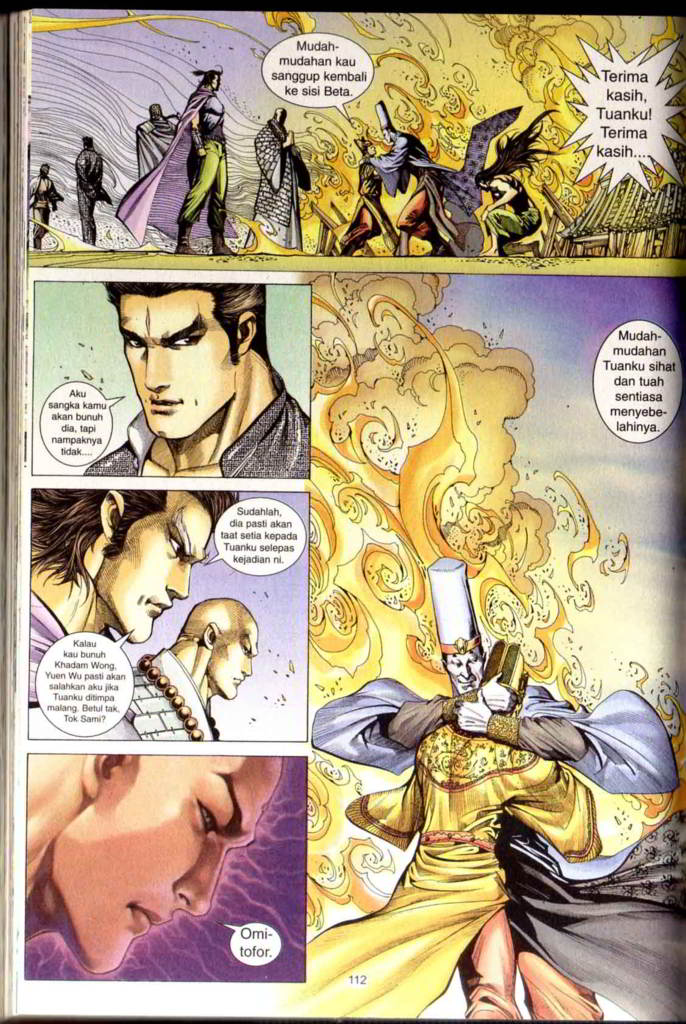 Mudah-
mudahan kau
sanggup kembali
ke sisi Beta.
Terima
kasih,
Tuanku!
Terima
kasih....
Aku
sangka kamu
akan bunuh
dia, tapi
nampaknya
tidak....
Mudah-
mudahan
Tuanku sihat
dan tuah
sentiasa
menyebe-
lahinya.
Sudahlah,
dia pasti akan
taat setia kepada
Tuanku selepas
kejadian ni.
Kalau
kau bunuh
Khadam Wong,
Yuen Wu pasti akan
salahkan aku jika
Tuanku ditimpa
malang. Betul tak,
Tok Sami?
Omi-
tofor.
112